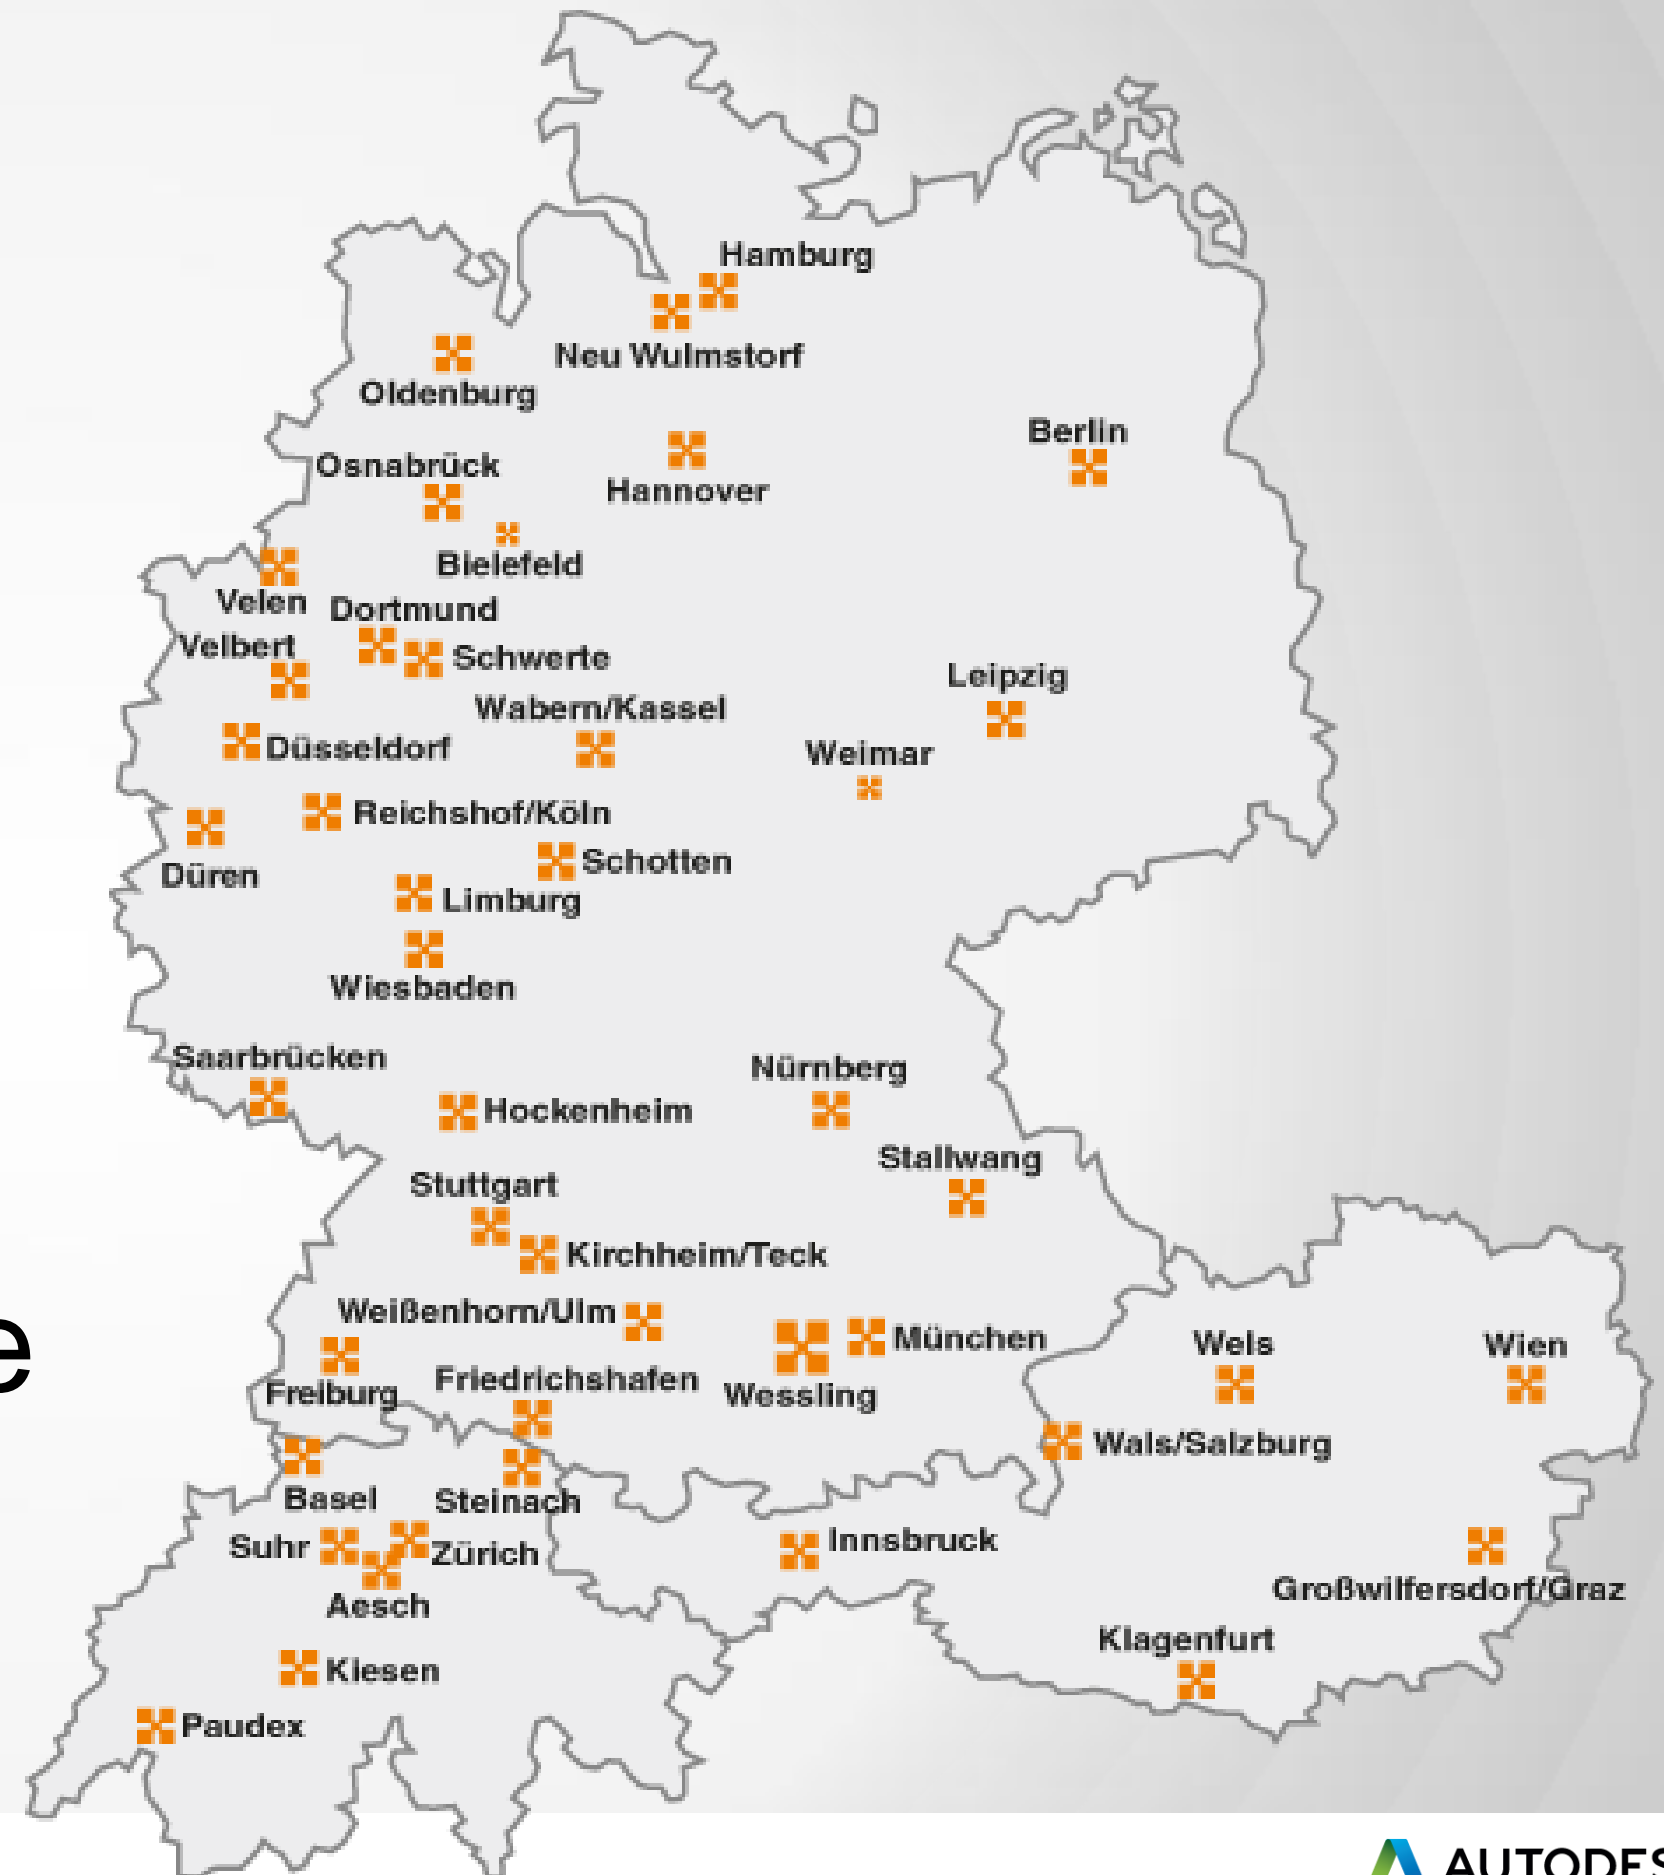 Hamburg
Neu Wulmstorf
Oldenburg
Berlin
Osnabrück
Hannover
Bielefeld
Velen
Dortmund
Velbert
Schwerte
Leipzig
Wabern/Kassel
Düsseldorf
Weimar
Reichshof/Köln
Schotten
Düren
Limburg
Wiesbaden
Saarbrücken
Nürnberg
Hockenheim
Stallwang
Stuttgart
Kirchheim/Teck
Weißenhorn/Ulm
München
Wels
Wien
e
Friedrichshafen
Freiburg
Wessling
Wals/Salzburg
Basel
Steinach
Suhr
Zürich
Innsbruck
Großwilfersdorf/Graz
Aesch
Klagenfurt
Kiesen
Paudex
AUTODES